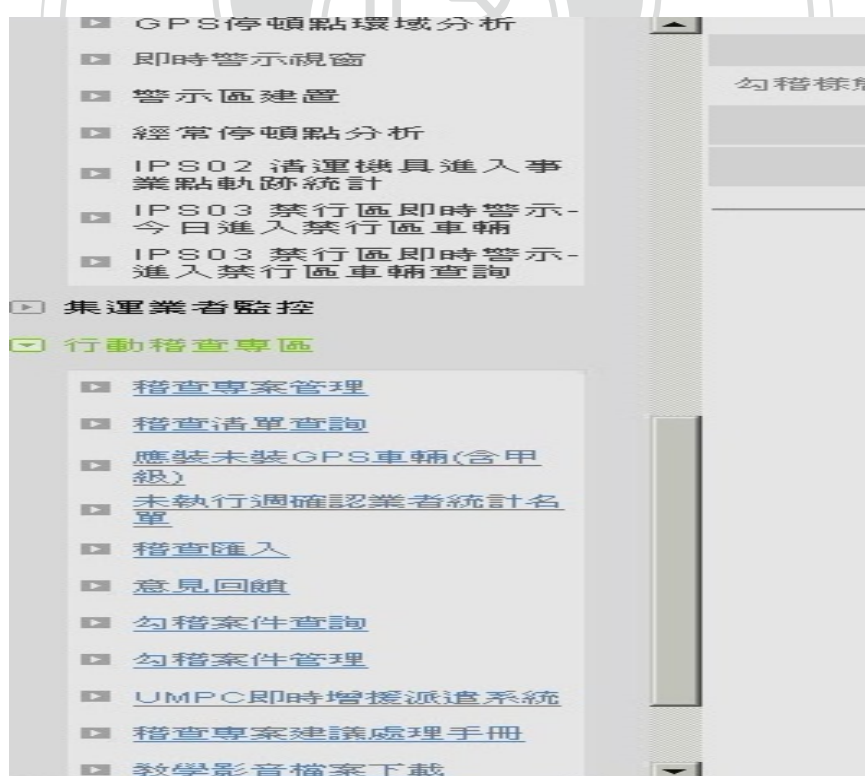 GPS停頓點環域分析
即時警示視窗
勾稽樣態
警示區建置
經常停頓點分析
IPS02 清運機具進入事
業點軌跡統計
IPS03 禁行區即時警示-
今日進入禁行區車輛
IPS03 禁行區即時警示-
進入禁行區車輛查詢
集運業者監控
行動稽查專區
稽查專案管理
稽查清單查詢
應裝未裝GPS車輛(含甲
級)
未執行週確認業者統計名
單
稽查匯入
意見回饋
勾稽案件查詢
勾稽案件管理
UMPC即時增援派遣系統
稽查專案建議處理手冊
教學影音檔案下載